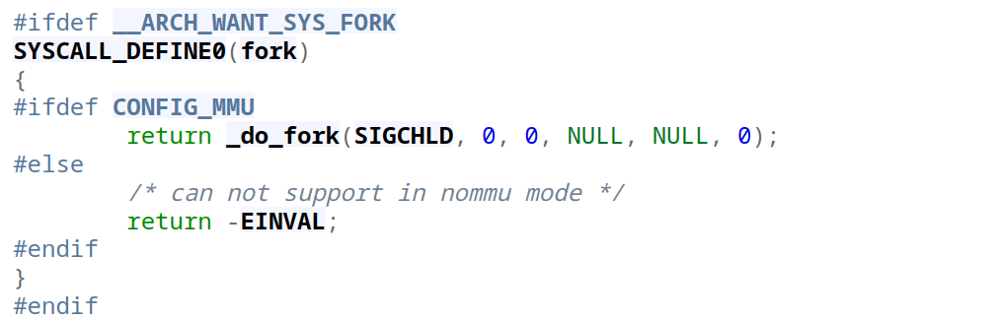 #ifdef __ARCH_WANT_SYS_FORK
SYSCALL_DEFINE0(fork)
{
#ifdef CONFIG_MMU
        return _do_fork(SIGCHLD, 0, 0, NULL, NULL, 0);
#else
        /* can not support in nommu mode */
        return -EINVAL;
#endif
}
#endif